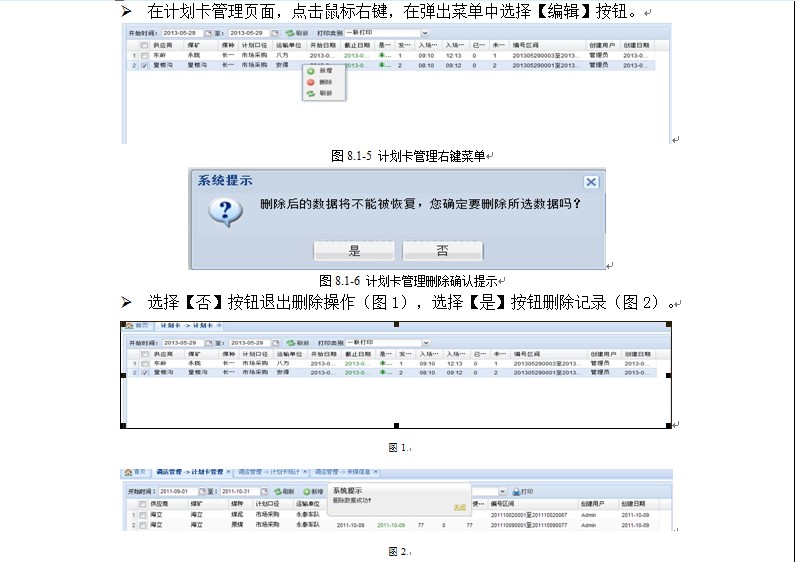 在计划卡管理页面，点击鼠标右键，在弹出菜单中选择【编辑】按钮。
开始时间： 2013-05-29 至： 2013-05-29 刷新 打印类别 一联打印
供应商 煤矿 煤种 计划口径 运输单位 开始日期 截止日期 是… 发… 入场… 入场… 已… 未… 编号区间 创建用户 创建日期
1 东岭 永陇 长… 市场采购 八方 2013-0... 2013-0... 未... 1 09:10 12:13 0 1 201305290003至2013... 管理员 2013-0...
2 皇楼沟 皇楼沟 长… 市场采购 安得 2013-0... 未... 2 08:10 09:12 0 2 201305290001至2013... 管理员 2013-0...
新增
删除
刷新
图 8.1-5 计划卡管理右键菜单
系统提示
删除后的数据将不能被恢复，您确定要删除所选数据吗？
是 否
图 8.1-6 计划卡管理删除确认提示
选择【否】按钮退出删除操作（图 1），选择【是】按钮删除记录（图 2）。
首页 计划卡 -> 计划卡
开始时间： 2013-05-29 至： 2013-05-29 刷新 打印类别 一联打印
供应商 煤矿 煤种 计划口径 运输单位 开始日期 截止日期 是… 发… 入场… 入场… 已… 未… 编号区间 创建用户 创建日期
1 东岭 永陇 长… 市场采购 八方 2013-0... 2013-0... 未... 1 09:10 12:13 0 1 201305290003至2013... 管理员 2013-0...
2 皇楼沟 皇楼沟 长… 市场采购 安得 2013-0... 2013-0... 未... 2 08:10 09:12 0 2 201305290001至2013... 管理员 2013-0...
图 1.
首页 调运管理 -> 计划卡管理 调运管理 -> 计划卡统计 调运管理 -> 来煤信息
开始时间： 2011-09-01 至： 2011-10-31 刷新 新增 打印
系统提示
删除数据成功！
关闭
供应商 煤矿 煤种 计划口径 运输单位 编号区间 创建用户 创建日期
1 海立 海立 煤泥 市场采购 永泰车队 201110020001至201110020067 Admin 2011-10-09
2 海立 海立 原煤 市场采购 永泰车队 2011-10-09 2011-10-09 77 0 77 201110090001至201110090077 Admin 2011-10-09
图 2.